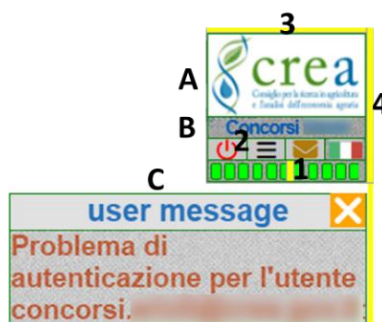 3
A
crea
Consiglio per la ricerca in agricoltura
e l'analisi dell'economia agraria
4
B
Concorsi
2
1
C
user message
Problema di
autenticazione per l'utente
concorsi.